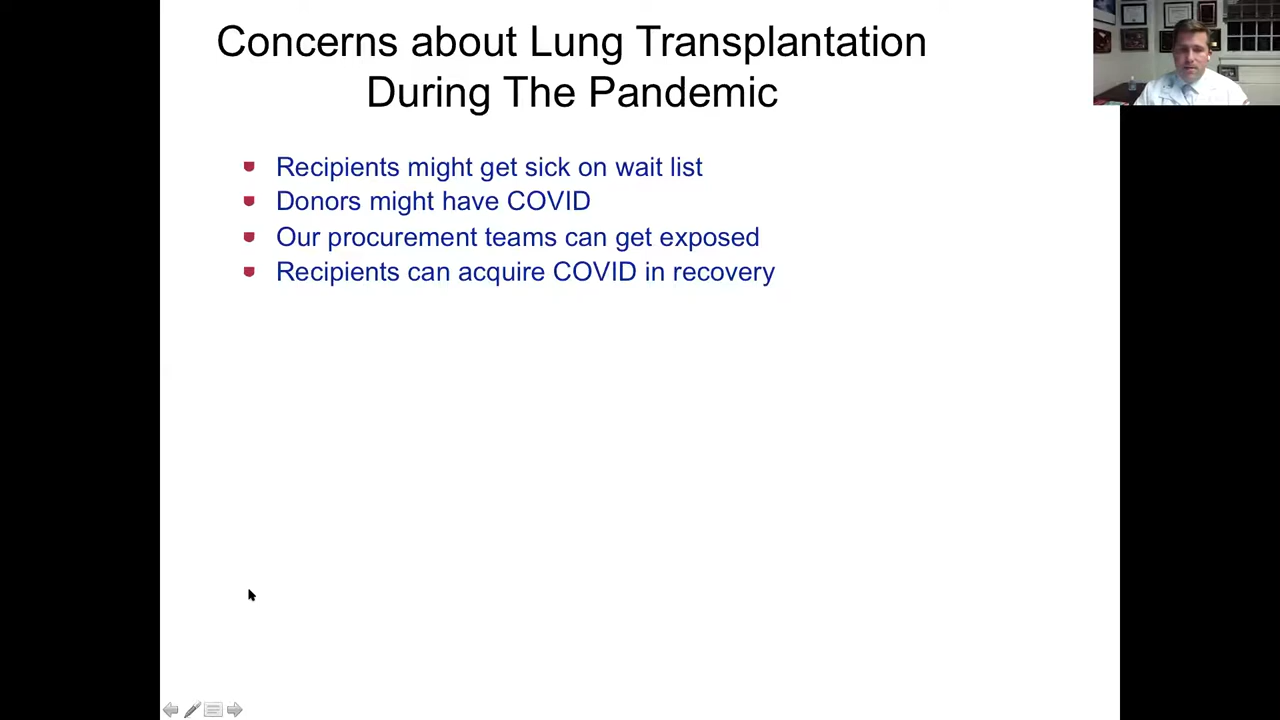 Concerns about Lung Transplantation
During The Pandemic
Recipients might get sick on wait list
Donors might have COVID
Our procurement teams can get exposed
Recipients can acquire COVID in recovery